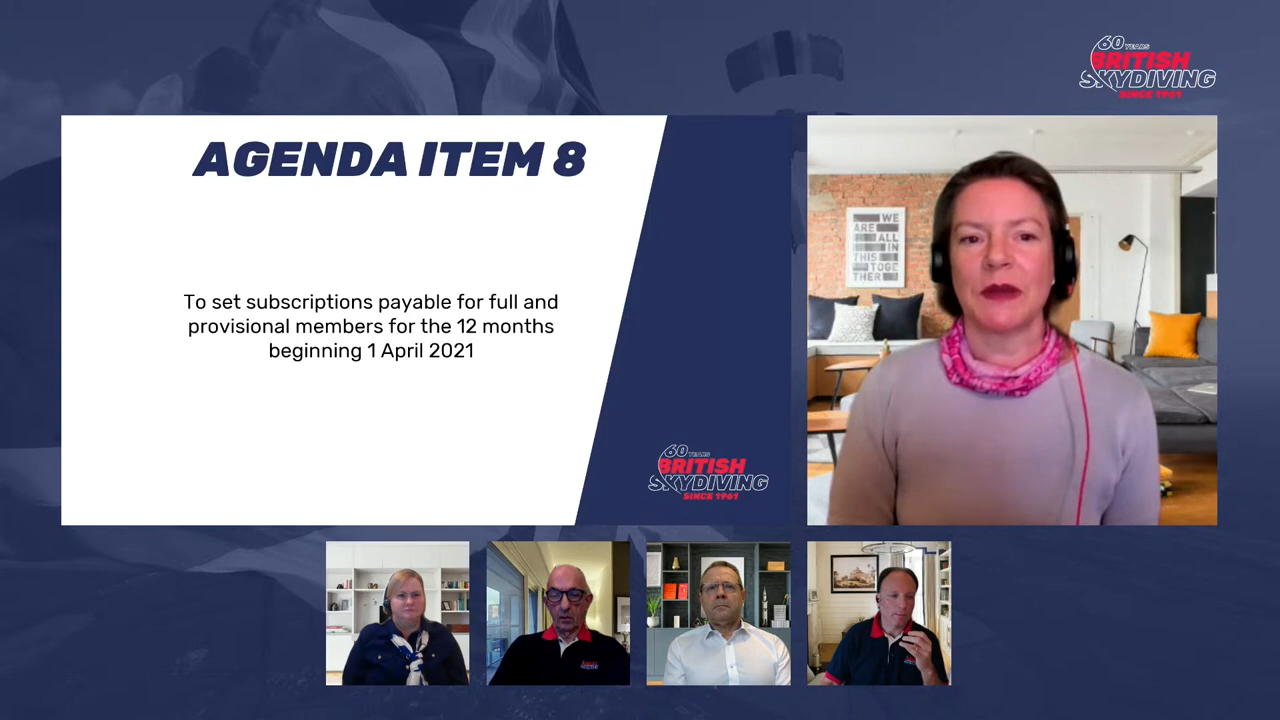 60 YEARS
BRITISH
SKYDIVING
SINCE 1961
AGENDA ITEM 8
To set subscriptions payable for full and
provisional members for the 12 months
beginning 1 April 2021
WE
ARE ALL
IN
THIS
TOGE
THER
60 YEARS
BRITISH
SKYDIVING
SINCE 1961